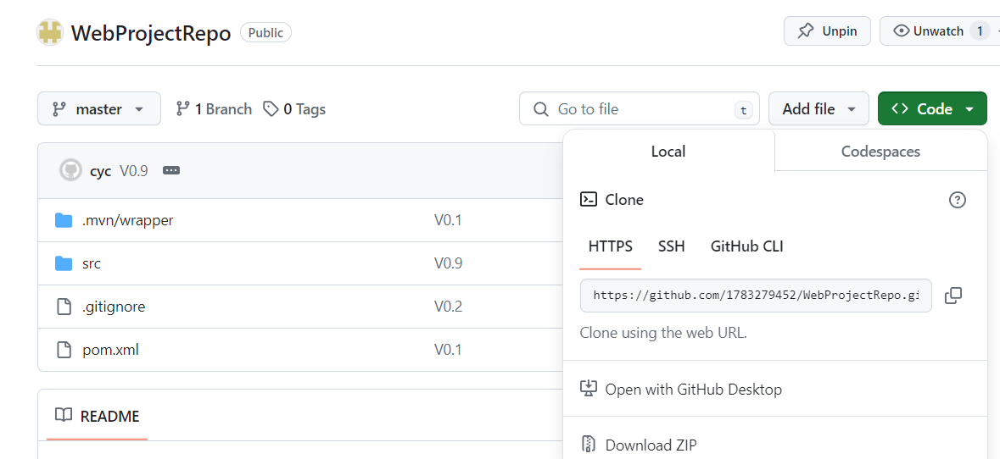 WebProjectRepo Public Unpin Unwatch 1
master 1 Branch 0 Tags Go to file t Add file Code
Local Codespaces
cyc V0.9
Clone
.mvn/wrapper V0.1
HTTPS SSH GitHub CLI
src V0.9
https://github.com/1783279452/WebProjectRepo.gi
.gitignore V0.2
Clone using the web URL.
pom.xml V0.1
Open with GitHub Desktop
README
Download ZIP